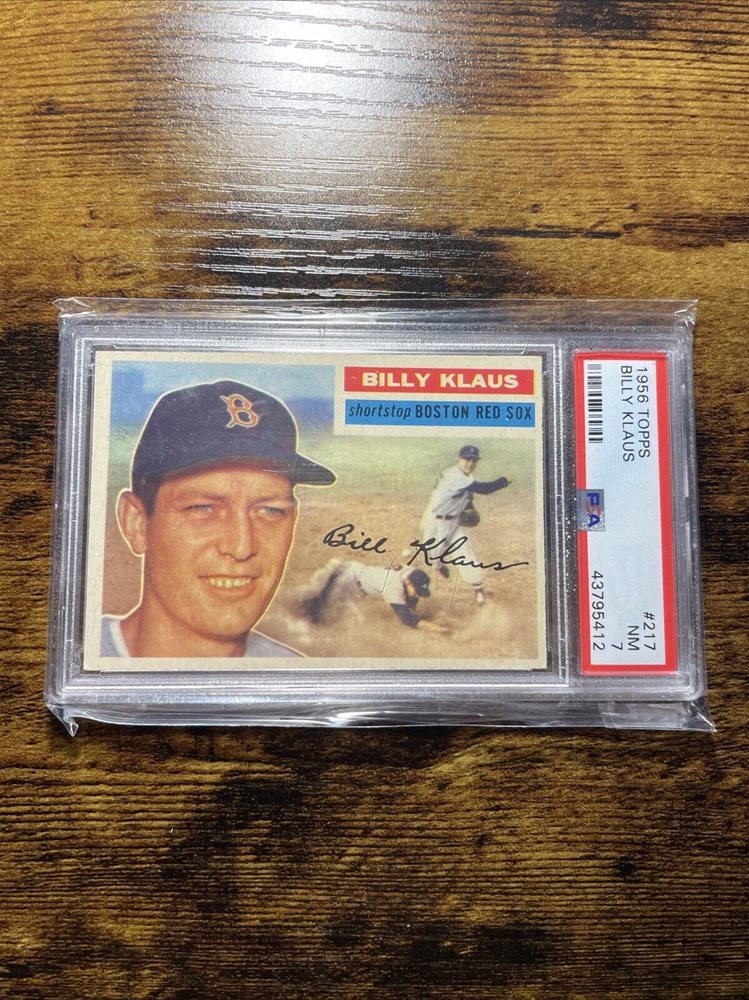 BILLY KLAUS
shortstop BOSTON RED SOX
B
Bill Klaus
1956 TOPPS
BILLY KLAUS
PSA
#217
NM
7
43795412